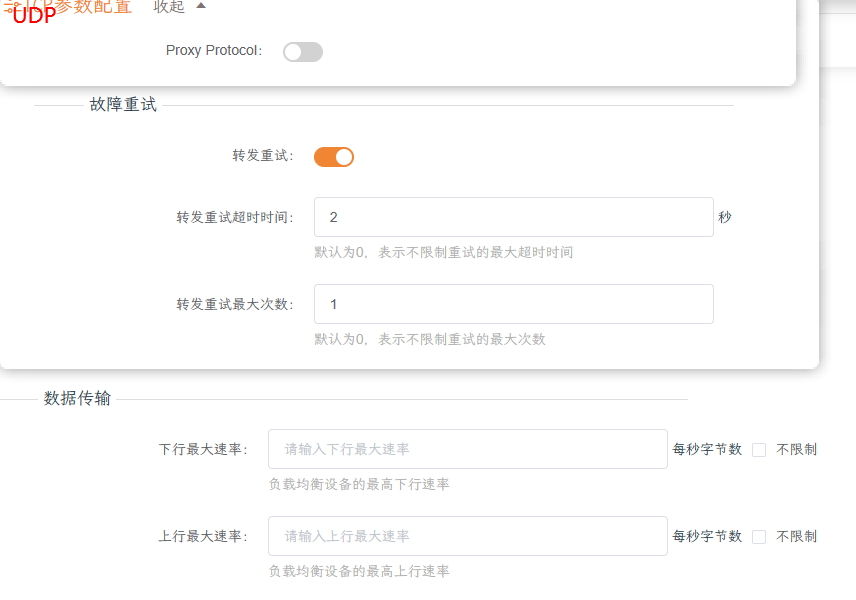 TCP参数配置 收起
UDP
Proxy Protocol:
故障重试
转发重试:
转发重试超时时间: 2 秒
默认为0, 表示不限制重试的最大超时时间
转发重试最大次数: 1
默认为0, 表示不限制重试的最大次数
数据传输
下行最大速率: 请输入下行最大速率 每秒字节数 不限制
负载均衡设备的最高下行速率
上行最大速率: 请输入上行最大速率 每秒字节数 不限制
负载均衡设备的最高上行速率